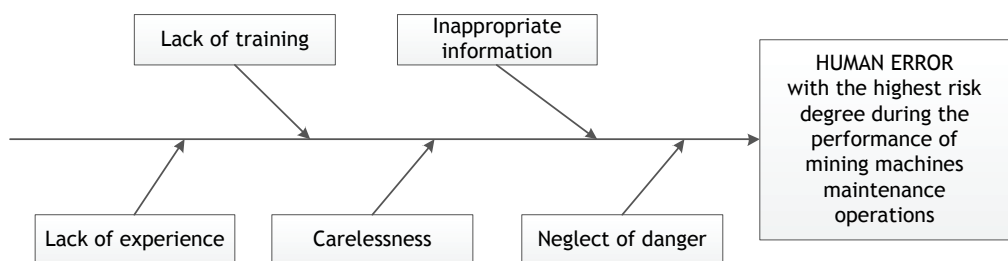 Lack of training
Inappropriate
information
HUMAN ERROR
with the highest risk
degree during the
performance of
mining machines
maintenance
operations
Lack of experience
Carelessness
Neglect of danger